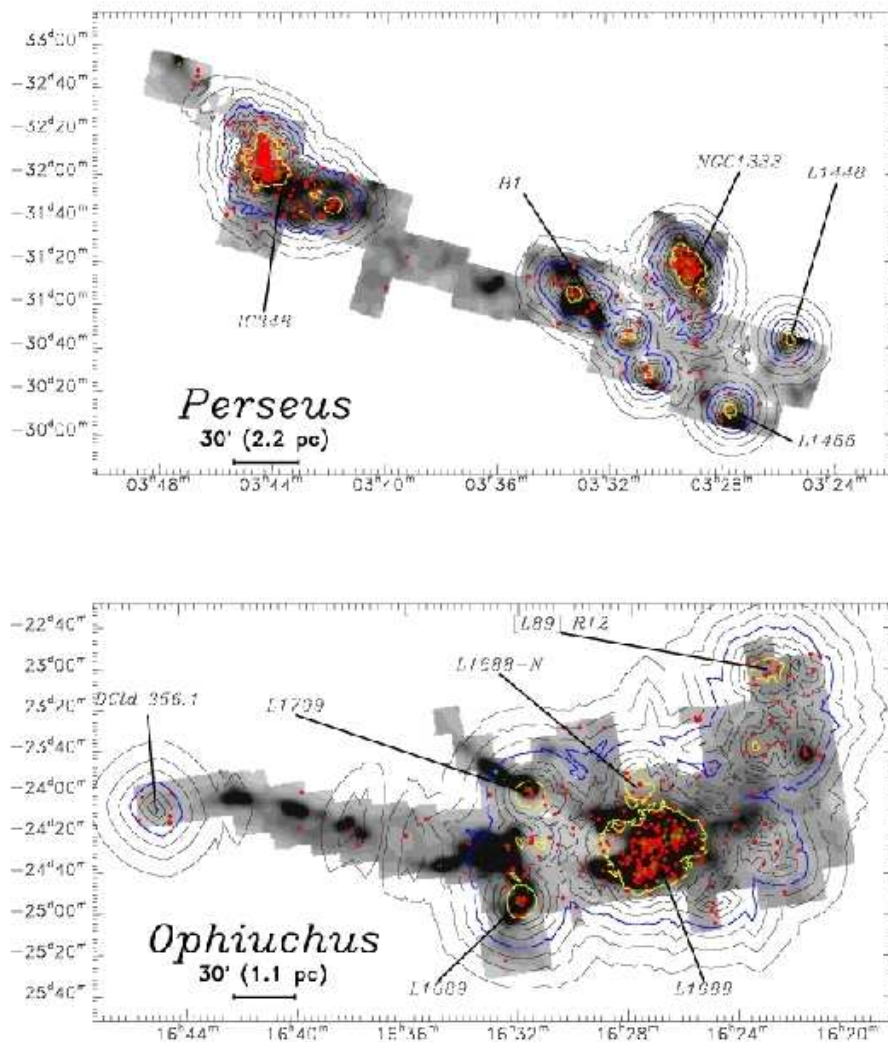 −33ᵈ00ᵐ
−32ᵈ40ᵐ
−32ᵈ20ᵐ
−32ᵈ00ᵐ
B1
NGC1333
L1448
−31ᵈ40ᵐ
−31ᵈ20ᵐ
−31ᵈ00ᵐ
IC348
−30ᵈ40ᵐ
−30ᵈ20ᵐ
Perseus
−30ᵈ00ᵐ
30' (2.2 pc)
L1455
03ʰ48ᵐ 03ʰ44ᵐ 03ʰ40ᵐ 03ʰ36ᵐ 03ʰ32ᵐ 03ʰ28ᵐ 03ʰ24ᵐ
−22ᵈ40ᵐ
[L89] R12
−23ᵈ00ᵐ
L1688-N
DCld 356.1
L1709
−23ᵈ20ᵐ
−23ᵈ40ᵐ
−24ᵈ00ᵐ
−24ᵈ20ᵐ
−24ᵈ40ᵐ
−25ᵈ00ᵐ
Ophiuchus
−25ᵈ20ᵐ
30' (1.1 pc)
L1689
L1688
−25ᵈ40ᵐ
16ʰ44ᵐ 16ʰ40ᵐ 16ʰ36ᵐ 16ʰ32ᵐ 16ʰ28ᵐ 16ʰ24ᵐ 16ʰ20ᵐ